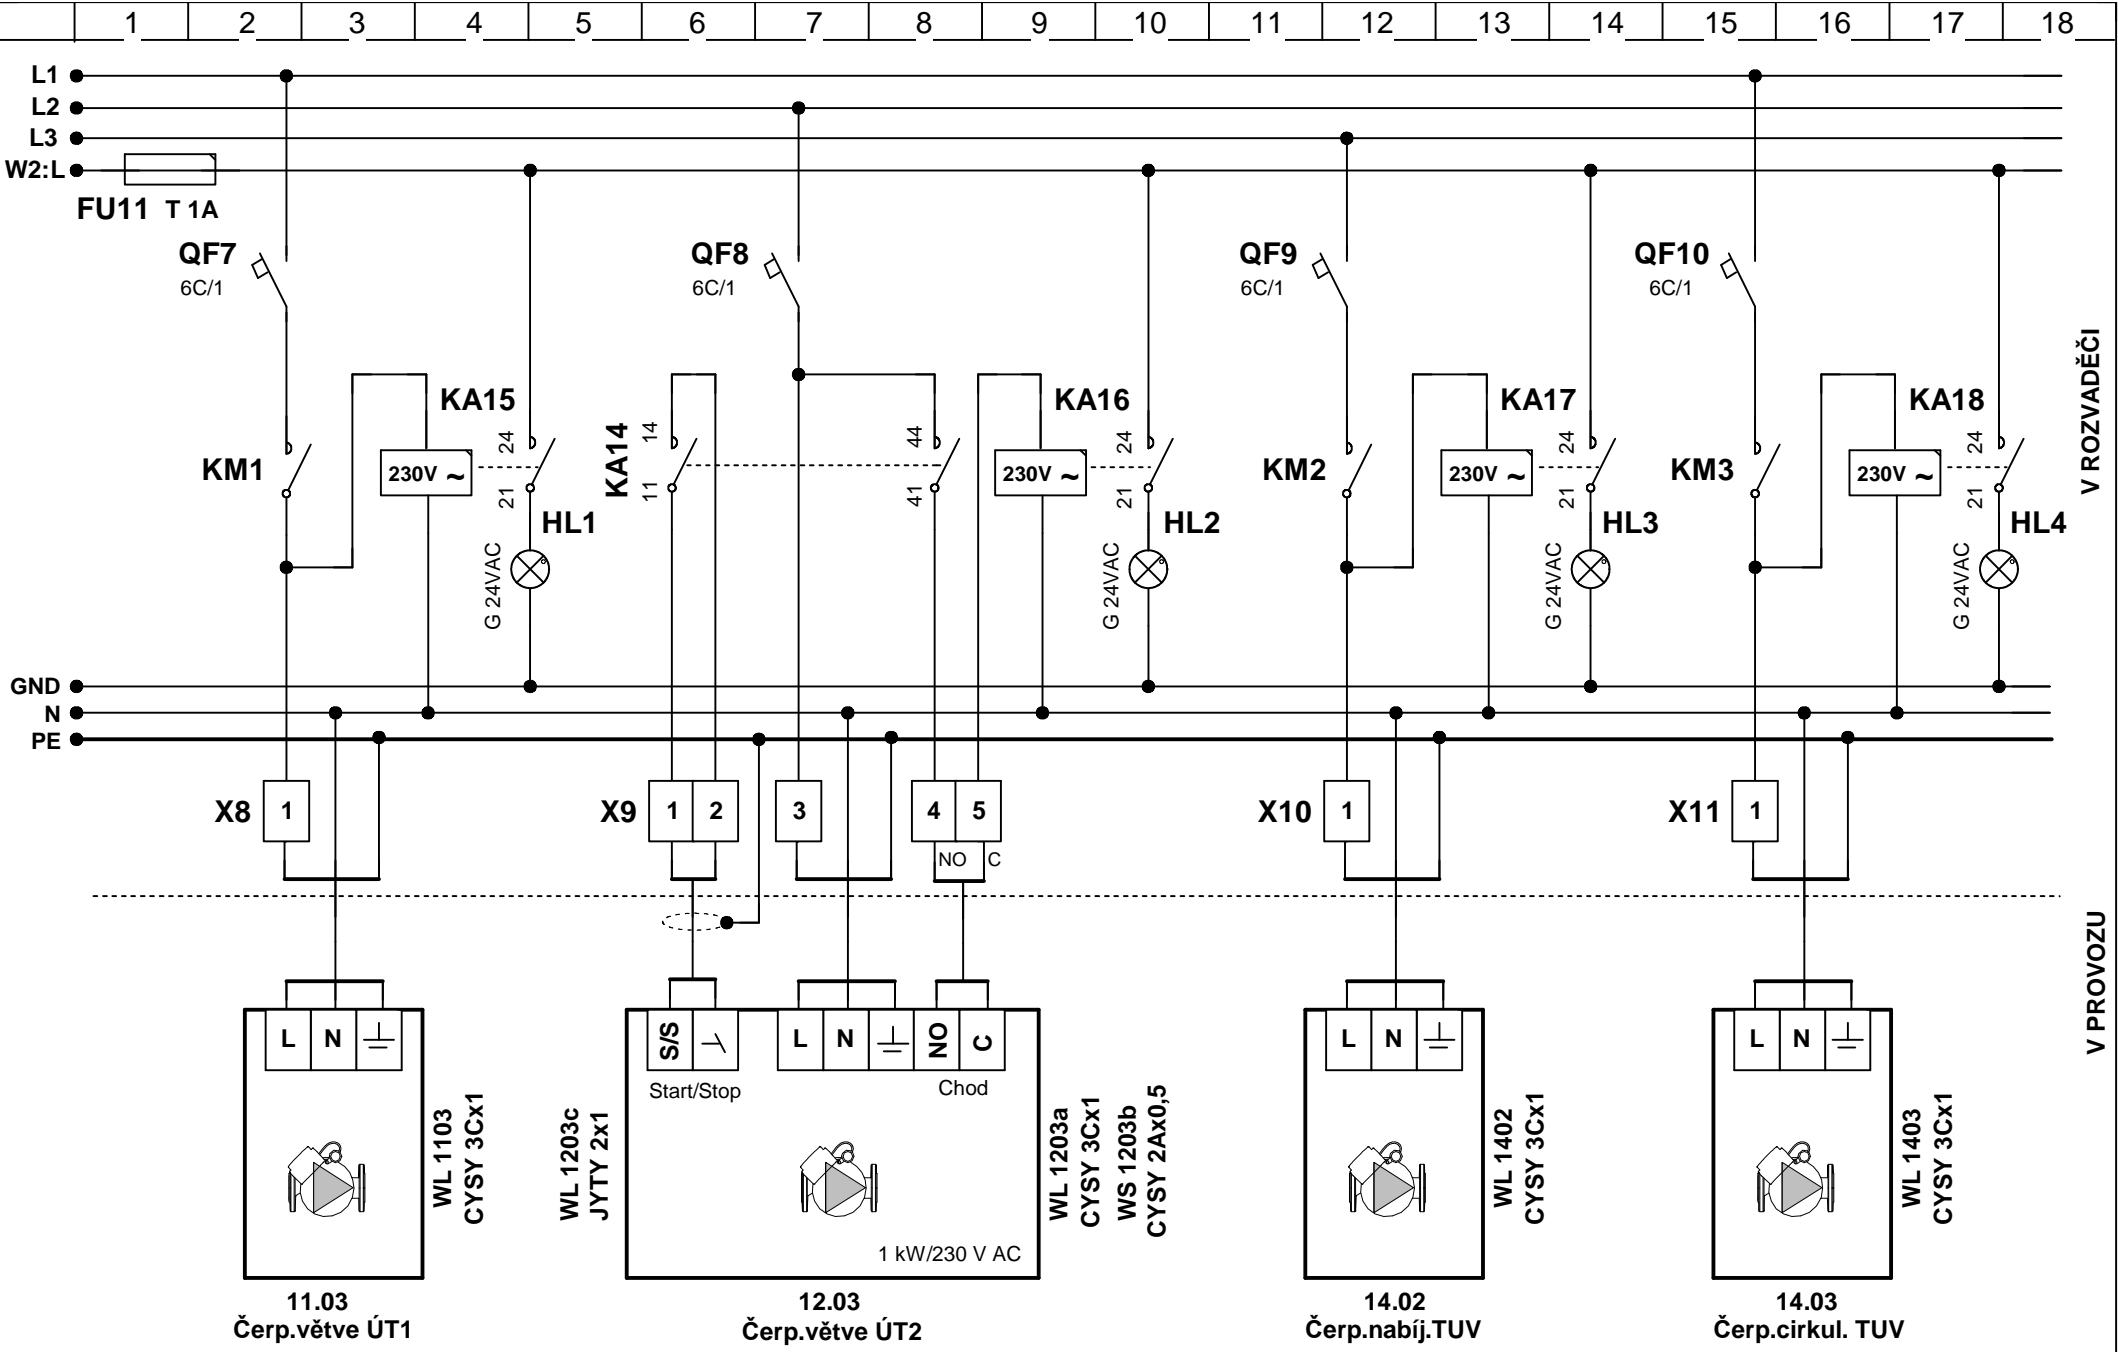 1 2 3 4 5 6 7 8 9 10 11 12 13 14 15 16 17 18
L1
L2
L3
W2:L
FU11 T 1A
QF7
6C/1
QF8
6C/1
QF9
6C/1
QF10
6C/1
V ROZVADĚČI
KM1
KA15
230V ~
24
21
HL1
G 24VAC
KA14
14
11
44
41
KA16
230V ~
24
21
HL2
G 24VAC
KM2
KA17
230V ~
24
21
HL3
G 24VAC
KM3
KA18
230V ~
24
21
HL4
G 24VAC
GND
N
PE
X8 1
X9 1 2 3 4 5
NO C
X10 1
X11 1
V PROVOZU
L N
WL 1103
CYSY 3Cx1
11.03
Čerp.větve ÚT1
WL 1203c
JYTY 2x1
S/S L N NO C
Start/Stop
Chod
1 kW/230 V AC
WL 1203a
CYSY 3Cx1
WS 1203b
CYSY 2Ax0,5
12.03
Čerp.větve ÚT2
L N
WL 1402
CYSY 3Cx1
14.02
Čerp.nabíj.TUV
L N
WL 1403
CYSY 3Cx1
14.03
Čerp.cirkul. TUV